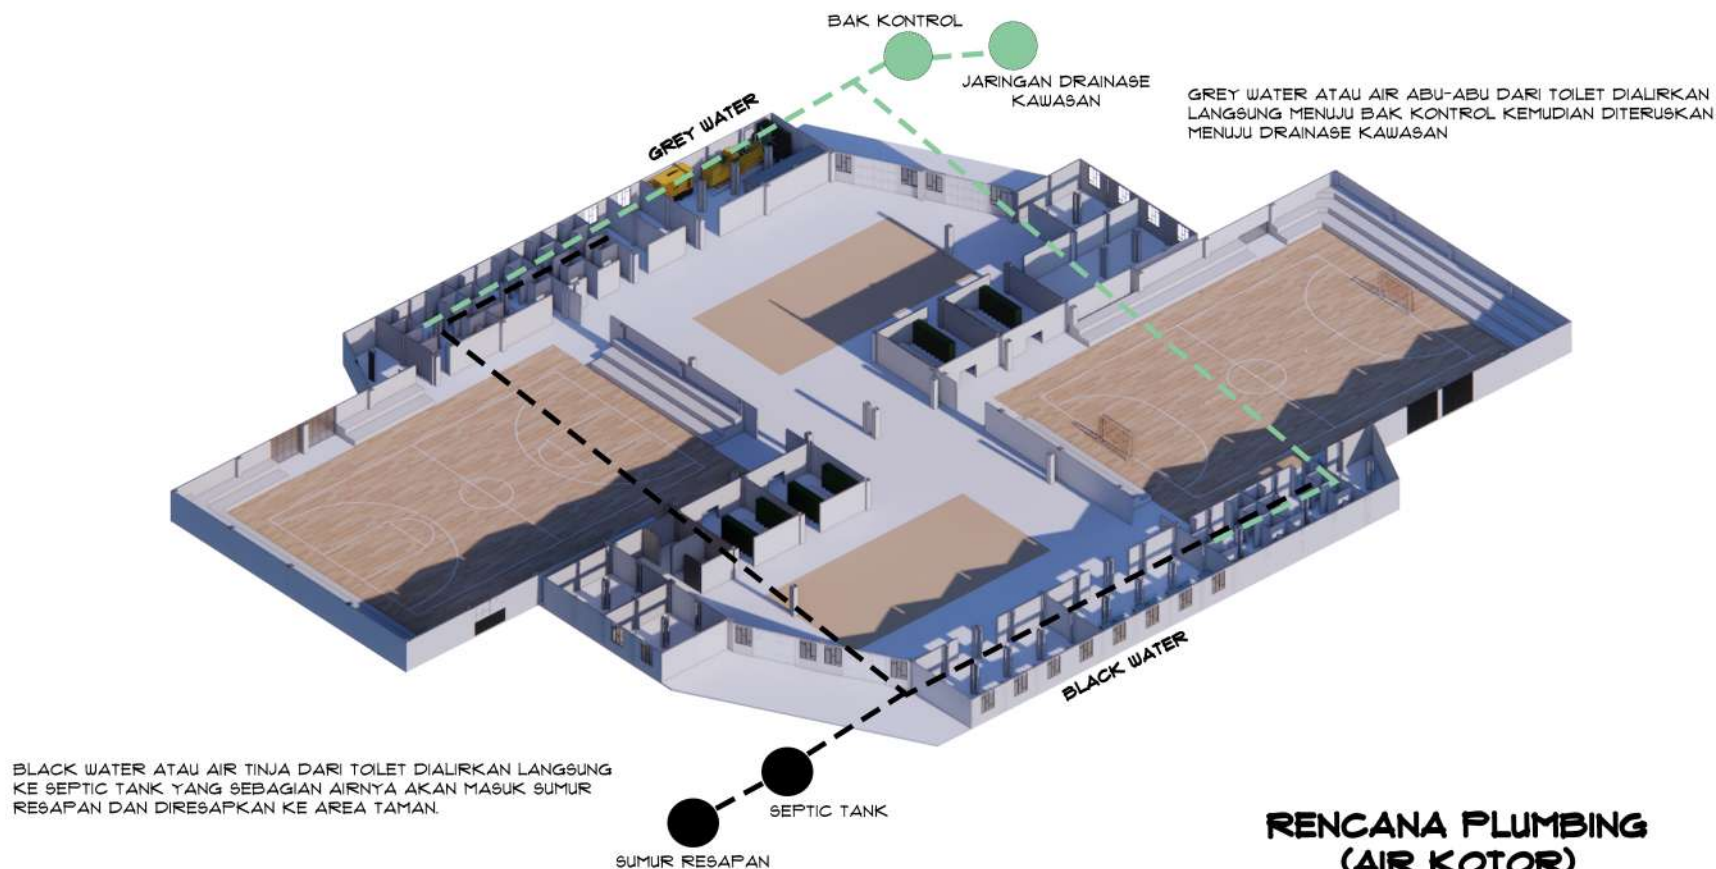 BAK KONTROL
JARINGAN DRAINASE
KAWASAN
GREY WATER ATAU AIR ABU-ABU DARI TOILET DIALIRKAN
LANGSUNG MENUJU BAK KONTROL KEMUDIAN DITERUSKAN
MENUJU DRAINASE KAWASAN
GREY WATER
BLACK WATER
BLACK WATER ATAU AIR TINJA DARI TOILET DIALIRKAN LANGSUNG
KE SEPTIC TANK YANG SEBAGIAN AIRNYA AKAN MASUK SUMUR
RESAPAN DAN DIRESAPKAN KE AREA TAMAN.
SEPTIC TANK
SUMUR RESAPAN
RENCANA PLUMBING
(AIR KOTOR)